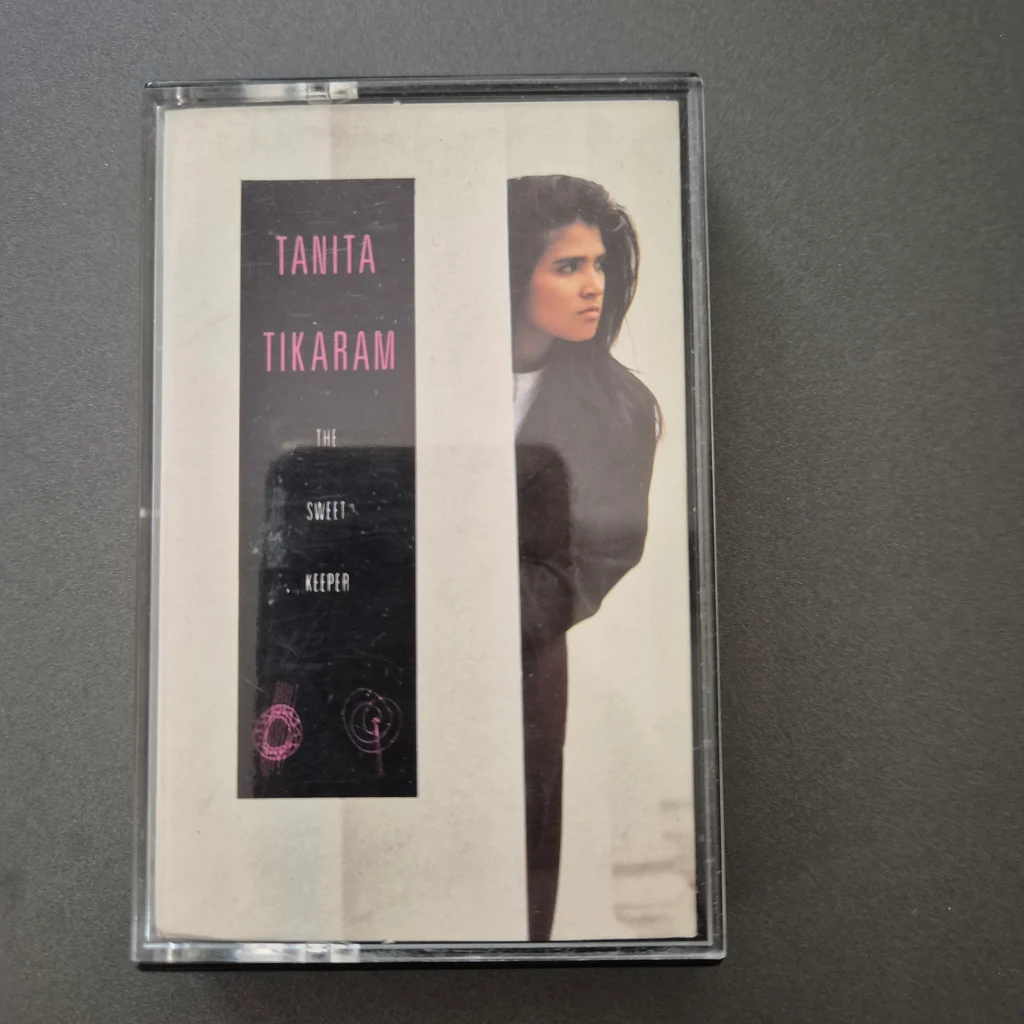 TANITA
TIKARAM
THE
SWEET
KEEPER